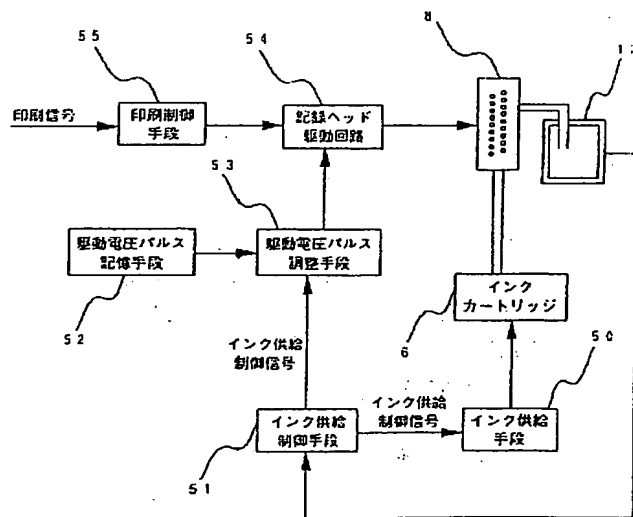 55
54
8
印刷信号
印刷制御
手段
記録ヘッド
駆動回路
53
駆動電圧パルス
記憶手段
駆動電圧パルス
調整手段
インク
カートリッジ
52
インク供給
制御信号
6
50
インク供給
制御手段
インク供給
制御信号
インク供給
手段
51